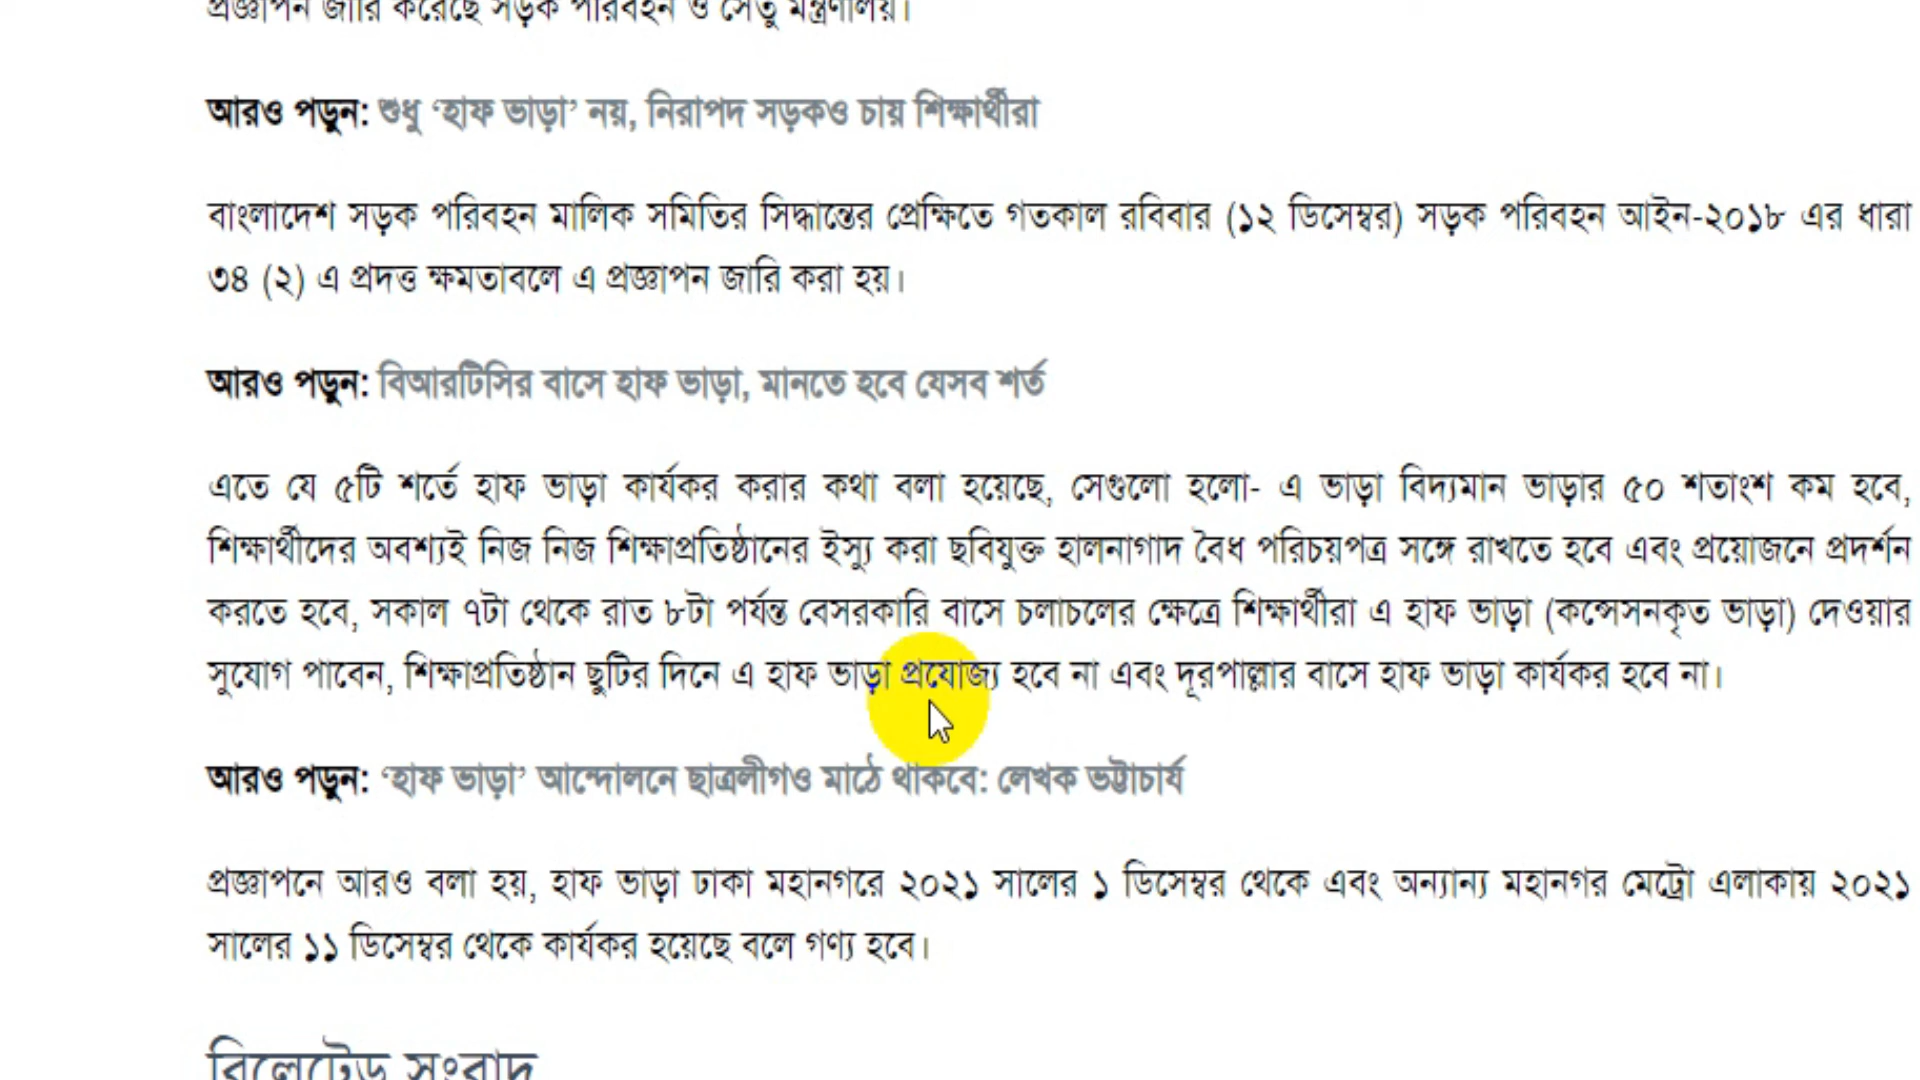 প্রজ্ঞাপন জারি করেছে সড়ক পরিবহন ও সেতু মন্ত্রণালয়।
আরও পড়ুন: শুধু ‘হাফ ভাড়া’ নয়, নিরাপদ সড়কও চায় শিক্ষার্থীরা
বাংলাদেশ সড়ক পরিবহন মালিক সমিতির সিদ্ধান্তের প্রেক্ষিতে গতকাল রবিবার (১২ ডিসেম্বর) সড়ক পরিবহন আইন-২০১৮ এর ধারা
৩৪ (২) এ প্রদত্ত ক্ষমতাবলে এ প্রজ্ঞাপন জারি করা হয়।
আরও পড়ুন: বিআরটিসির বাসে হাফ ভাড়া, মানতে হবে যেসব শর্ত
এতে যে ৫টি শর্তে হাফ ভাড়া কার্যকর করার কথা বলা হয়েছে, সেগুলো হলো- এ ভাড়া বিদ্যমান ভাড়ার ৫০ শতাংশ কম হবে,
শিক্ষার্থীদের অবশ্যই নিজ নিজ শিক্ষাপ্রতিষ্ঠানের ইস্যু করা ছবিযুক্ত হালনাগাদ বৈধ পরিচয়পত্র সঙ্গে রাখতে হবে এবং প্রয়োজনে প্রদর্শন
করতে হবে, সকাল ৭টা থেকে রাত ৮টা পর্যন্ত বেসরকারি বাসে চলাচলের ক্ষেত্রে শিক্ষার্থীরা এ হাফ ভাড়া (কন্সেসনকৃত ভাড়া) দেওয়ার
সুযোগ পাবেন, শিক্ষাপ্রতিষ্ঠান ছুটির দিনে এ হাফ ভাড়া প্রযোজ্য হবে না এবং দূরপাল্লার বাসে হাফ ভাড়া কার্যকর হবে না।
আরও পড়ুন: ‘হাফ ভাড়া’ আন্দোলনে ছাত্রলীগও মাঠে থাকবে: লেখক ভট্টাচার্য
প্রজ্ঞাপনে আরও বলা হয়, হাফ ভাড়া ঢাকা মহানগরে ২০২১ সালের ১ ডিসেম্বর থেকে এবং অন্যান্য মহানগর মেট্রো এলাকায় ২০২১
সালের ১১ ডিসেম্বর থেকে কার্যকর হয়েছে বলে গণ্য হবে।
রিলেটেড সংবাদ